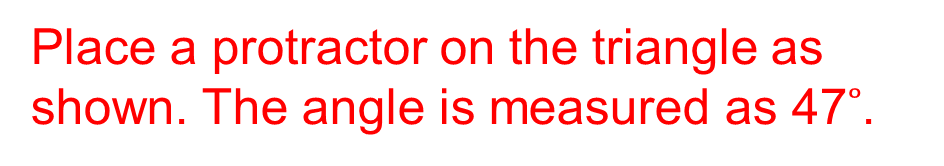 Place a protractor on the triangle as
shown. The angle is measured as 47°.